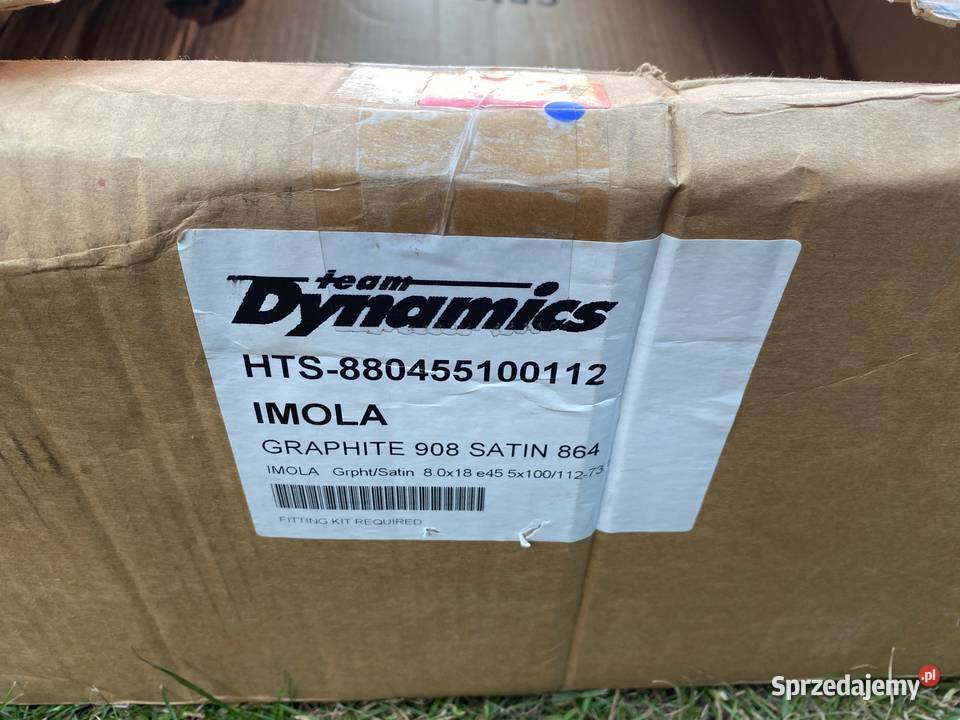 team
Dynamics
HTS-880455100112
IMOLA
GRAPHITE 908 SATIN 864
IMOLA Grpht/Satin 8.0x18 e45 5x100/112-73
FITTING KIT REQUIRED
Sprzedajemy.pl